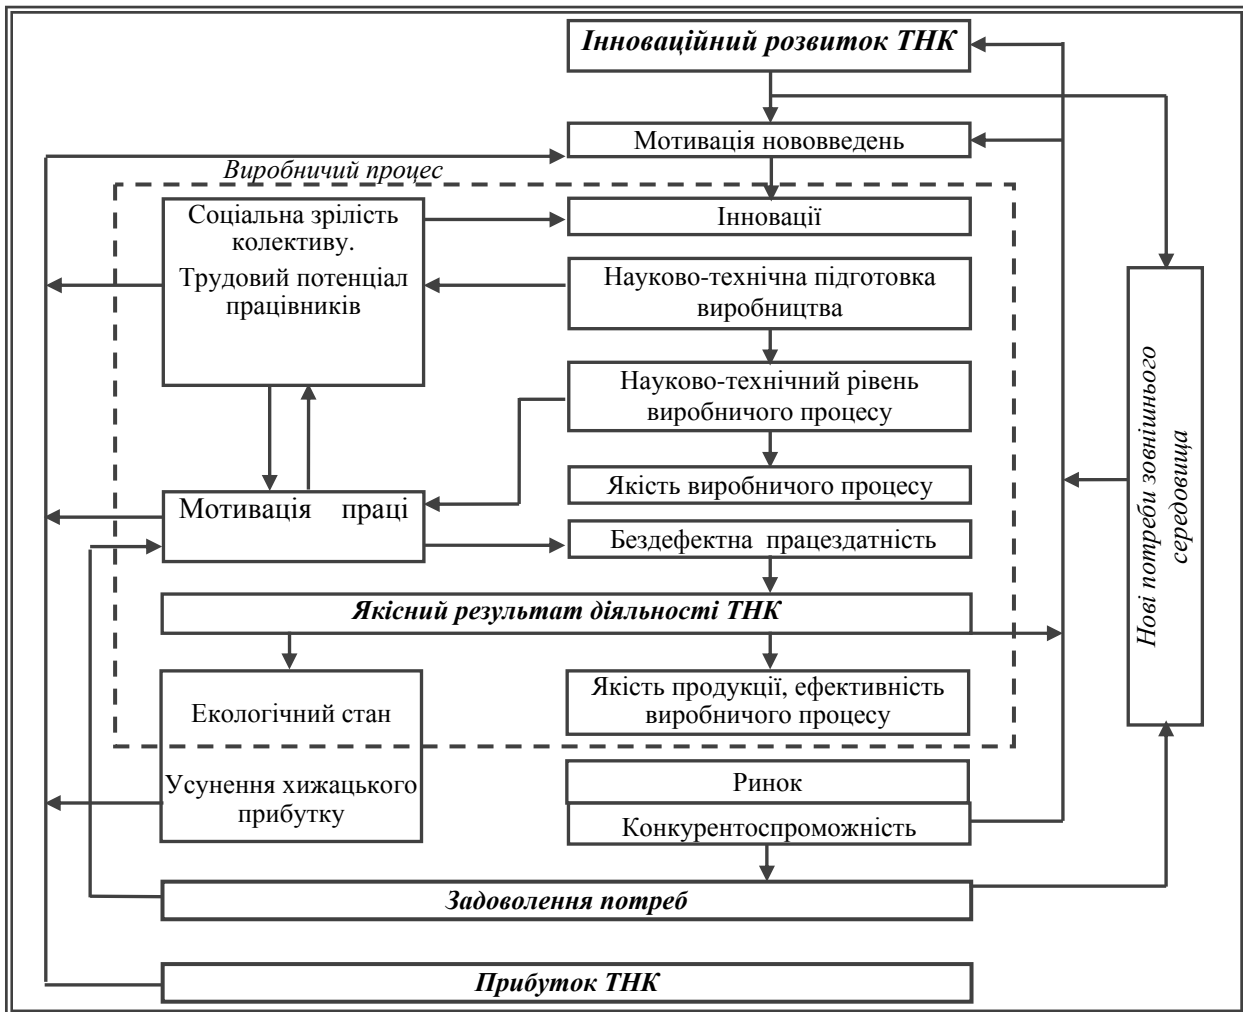 Інноваційний розвиток ТНК
Мотивація нововведень
Виробничий процес
Соціальна зрілість
колективу.
Трудовий потенціал
працівників
Інновації
Науково-технічна підготовка
виробництва
Науково-технічний рівень
виробничого процесу
Якість виробничого процесу
Мотивація праці
Бездефектна працездатність
Якісний результат діяльності ТНК
Екологічний стан
Усунення хижацького
прибутку
Якість продукції, ефективність
виробничого процесу
Ринок
Конкурентоспроможність
Задоволення потреб
Прибуток ТНК
Нові потреби зовнішнього
середовища